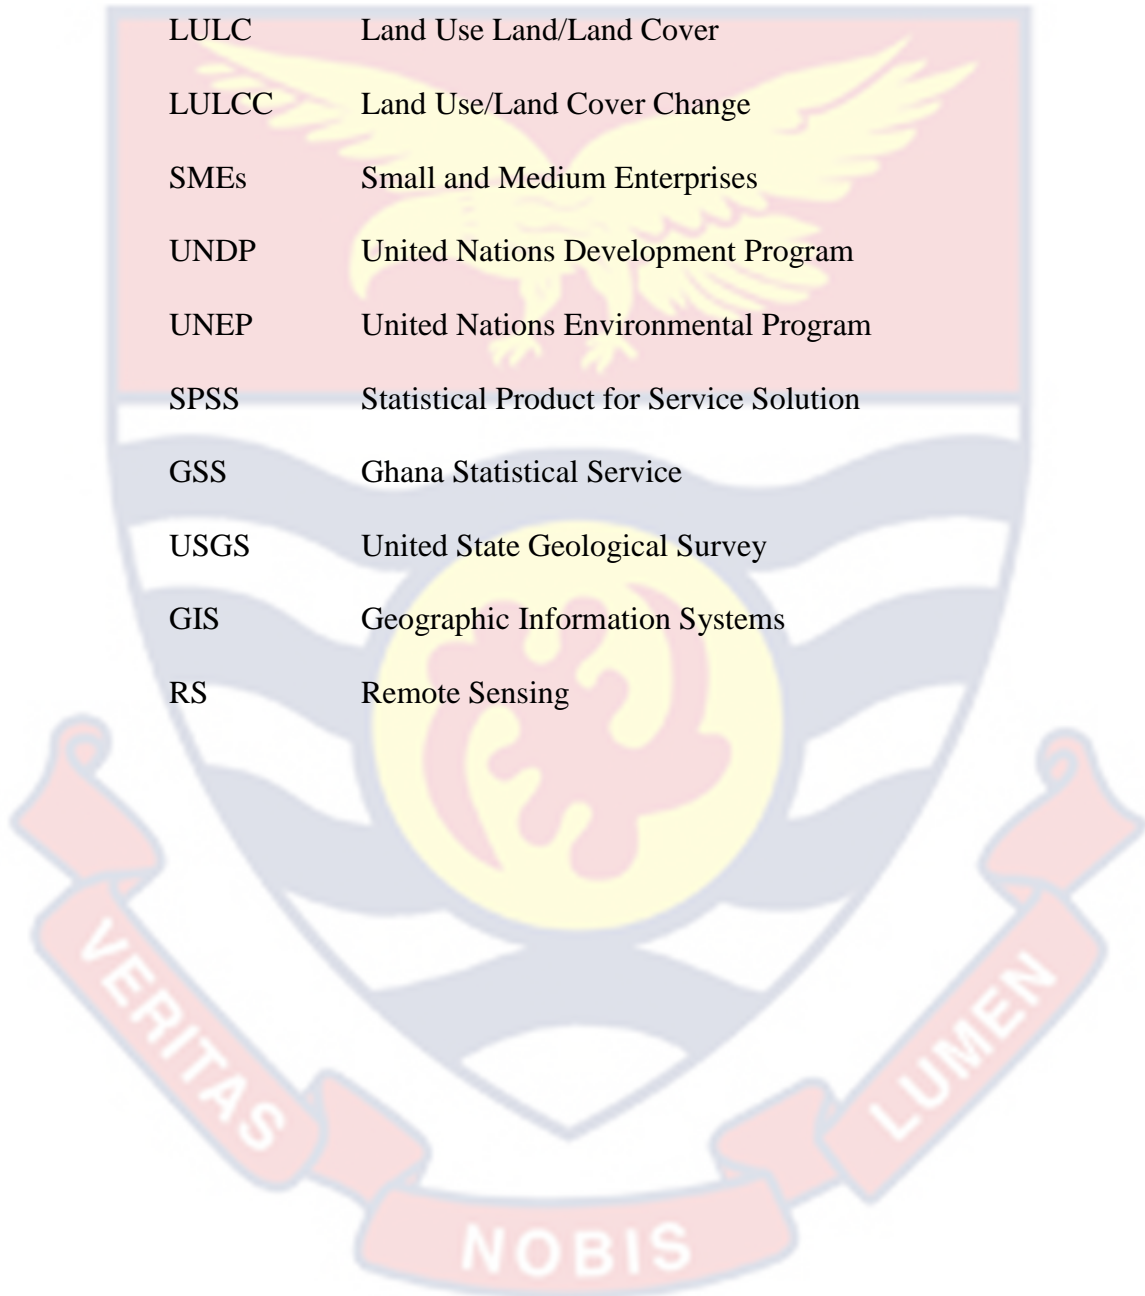 LULC Land Use Land/Land Cover
LULCC Land Use/Land Cover Change
SMEs Small and Medium Enterprises
UNDP United Nations Development Program
UNEP United Nations Environmental Program
SPSS Statistical Product for Service Solution
GSS Ghana Statistical Service
USGS United State Geological Survey
GIS Geographic Information Systems
RS Remote Sensing
VERITAS
NOBIS
LUMEN